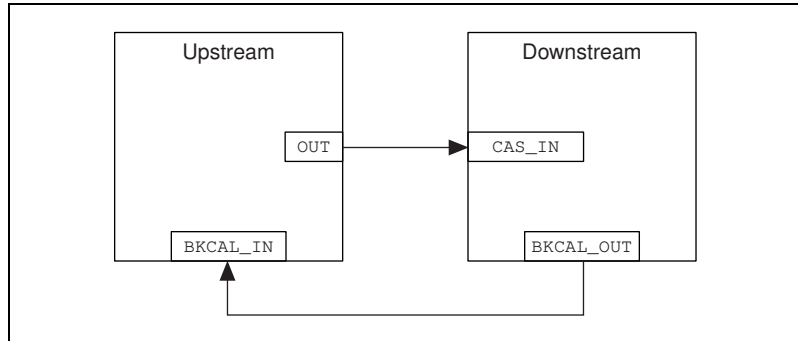 Upstream
Downstream
OUT
CAS_IN
BKCAL_IN
BKCAL_OUT